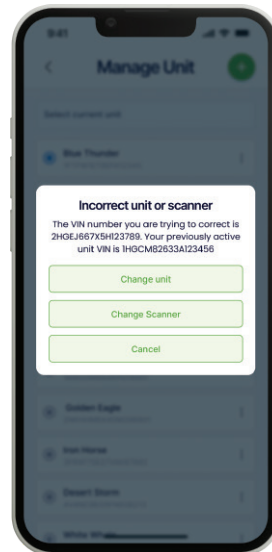 9:41
Manage Unit
Select current unit
Blue Thunder
Incorrect unit or scanner
The VIN number you are trying to correct is
2HGEJ667X5H123789. Your previously active
unit VIN is 1HGCM82633A123456
Change unit
Change Scanner
Cancel
Golden Eagle
Iron Horse
Desert Storm
White Whale